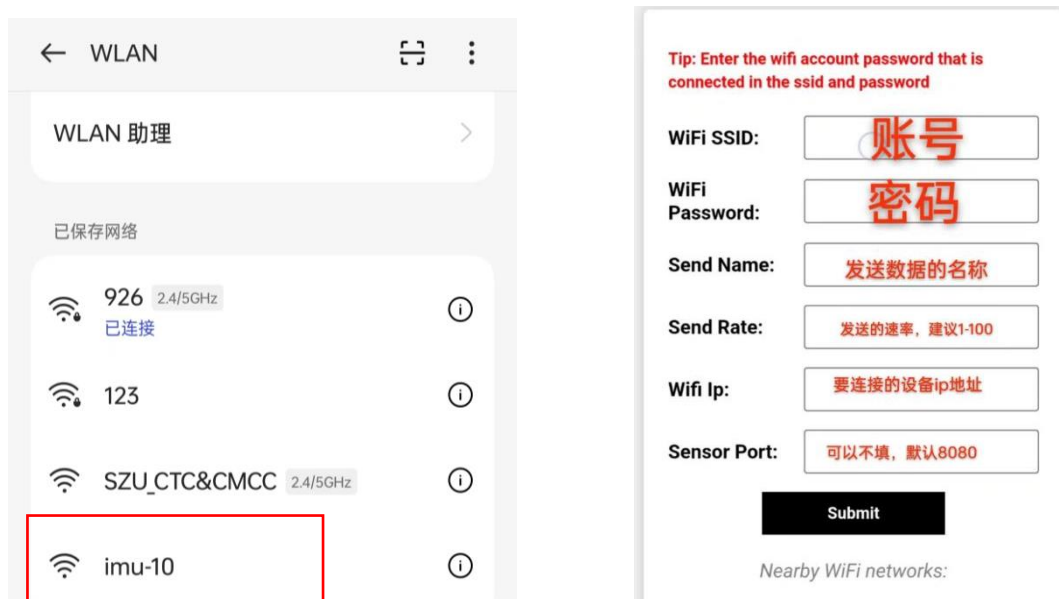 WLAN
WLAN 助理
已保存网络
926 2.4/5GHz
已连接
123
SZU_CTC&CMCC 2.4/5GHz
imu-10
Tip: Enter the wifi account password that is
connected in the ssid and password
WiFi SSID: 账号
WiFi
Password: 密码
Send Name: 发送数据的名称
Send Rate: 发送的速率，建议1-100
Wifi Ip: 要连接的设备ip地址
Sensor Port: 可以不填，默认8080
Submit
Nearby WiFi networks: